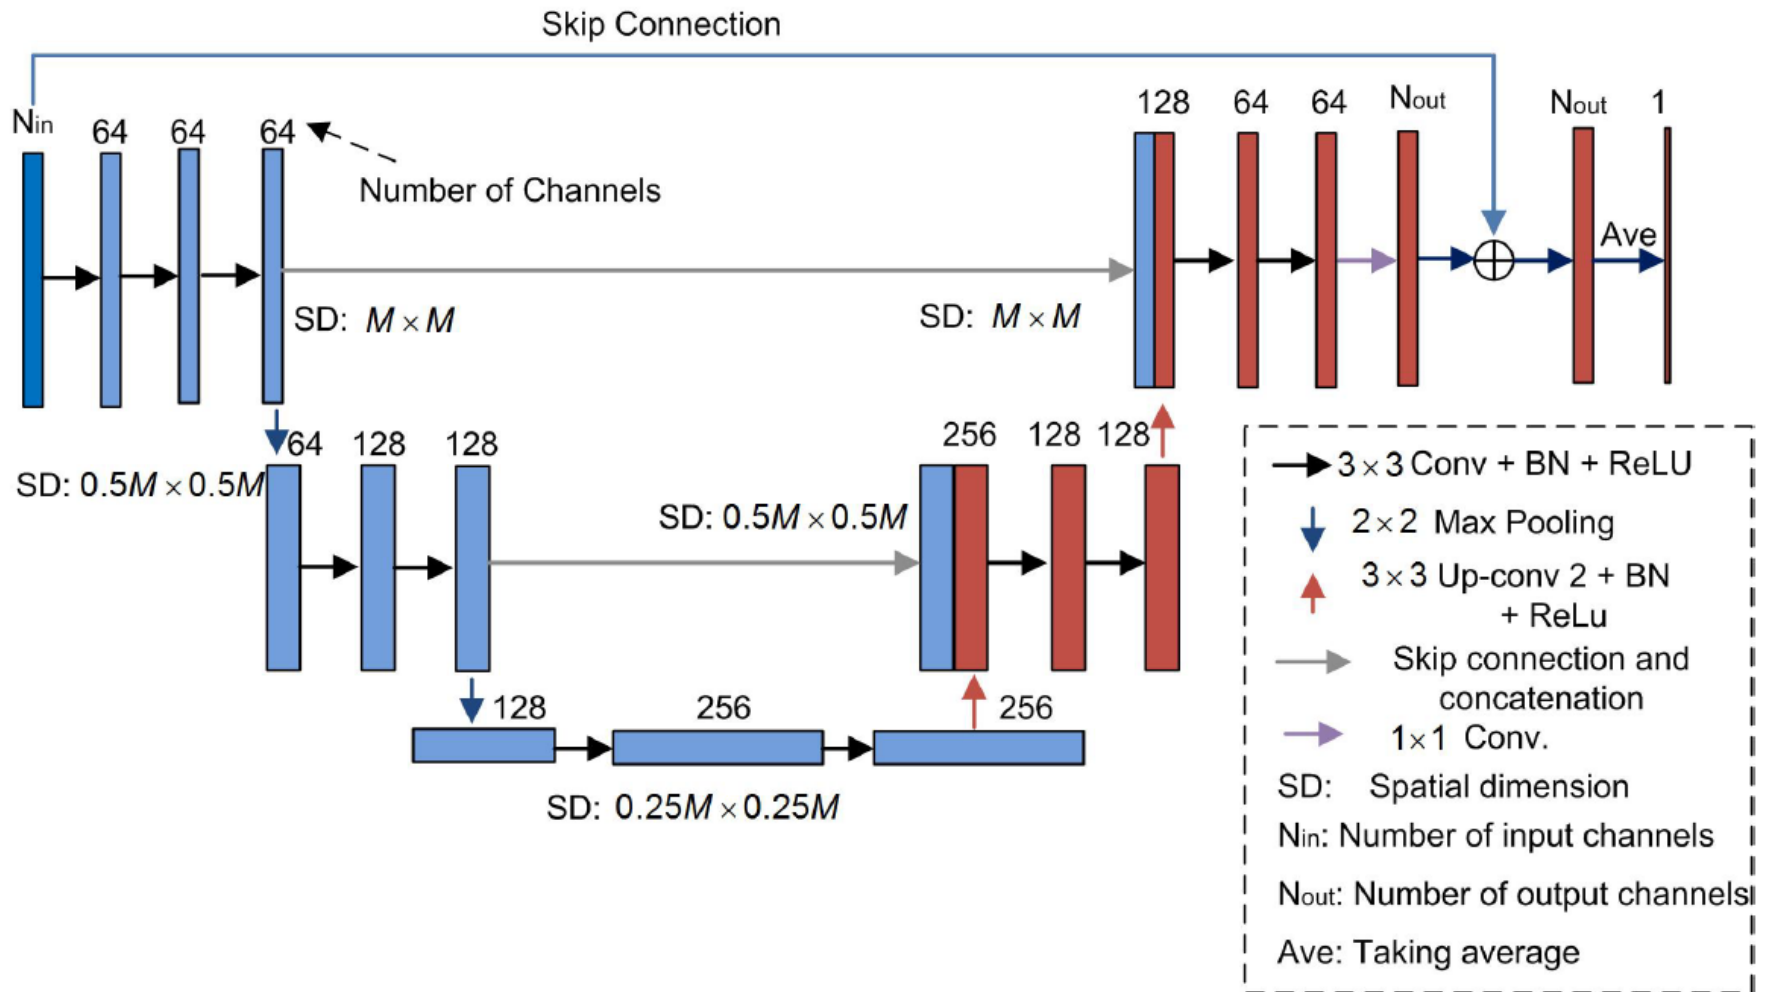 Skip Connection
Nin 64 64 64
128 64 64 Nout Nout 1
Number of Channels
Ave
SD: M × M
SD: M × M
64 128 128
256 128 128
SD: 0.5M × 0.5M
SD: 0.5M × 0.5M
128 256 256
SD: 0.25M × 0.25M
3 × 3 Conv + BN + ReLU
2 × 2 Max Pooling
3 × 3 Up-conv 2 + BN
+ ReLu
Skip connection and
concatenation
1 × 1 Conv.
SD: Spatial dimension
Nin: Number of input channels
Nout: Number of output channels
Ave: Taking average